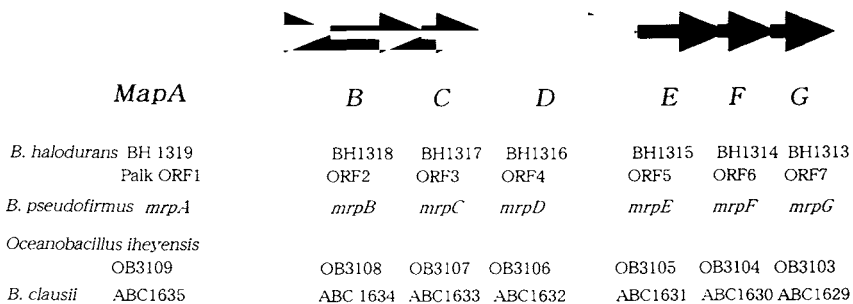 MapA B C D E F G
B. halodurans BH 1319 BH1318 BH1317 BH1316 BH1315 BH1314 BH1313
Palk ORF1 ORF2 ORF3 ORF4 ORF5 ORF6 ORF7
B. pseudofirmus mrpA mrpB mrpC mrpD mrpE mrpF mrpG
Oceanobacillus iheyensis
OB3109 OB3108 OB3107 OB3106 OB3105 OB3104 OB3103
B. clausii ABC1635 ABC 1634 ABC1633 ABC1632 ABC1631 ABC1630 ABC1629